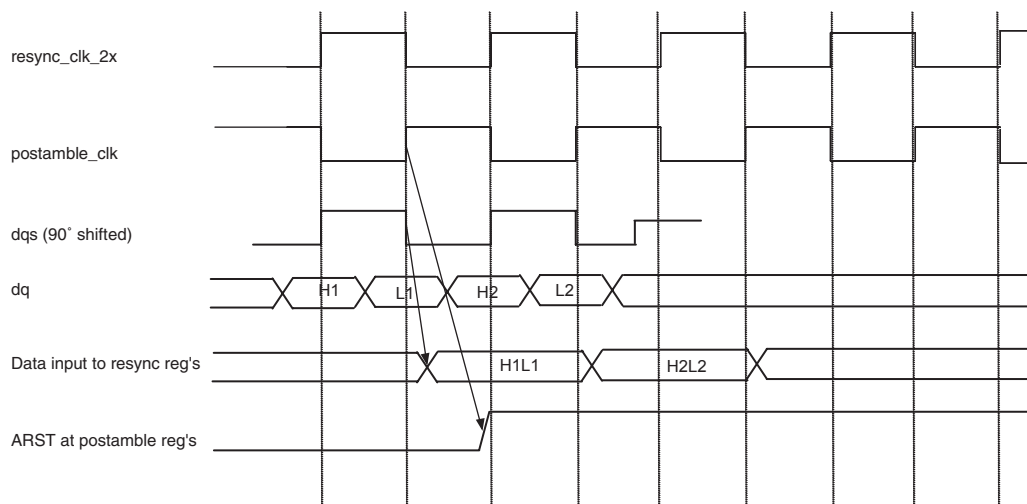 resync_clk_2x
postamble_clk
dqs (90˚ shifted)
dq
H1
L1
H2
L2
Data input to resync reg's
H1L1
H2L2
ARST at postamble reg's